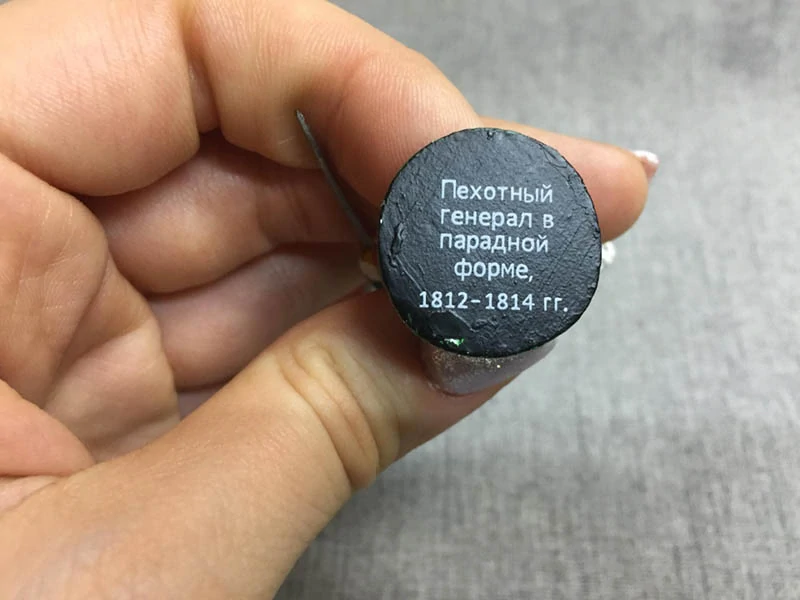 Пехотный
генерал в
парадной
форме,
1812-1814 гг.